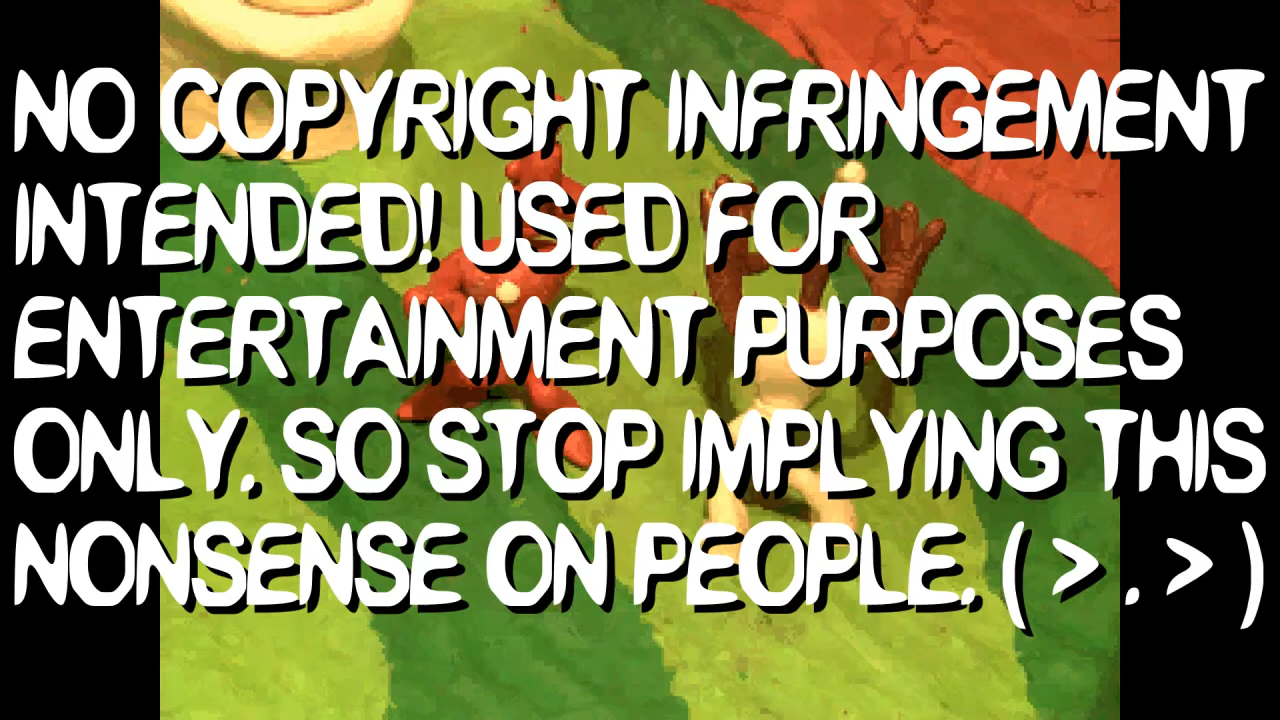 NO COPYRIGHT INFRINGEMENT
INTENDED! USED FOR
ENTERTAINMENT PURPOSES
ONLY. SO STOP IMPLYING THIS
NONSENSE ON PEOPLE. ( > . > )